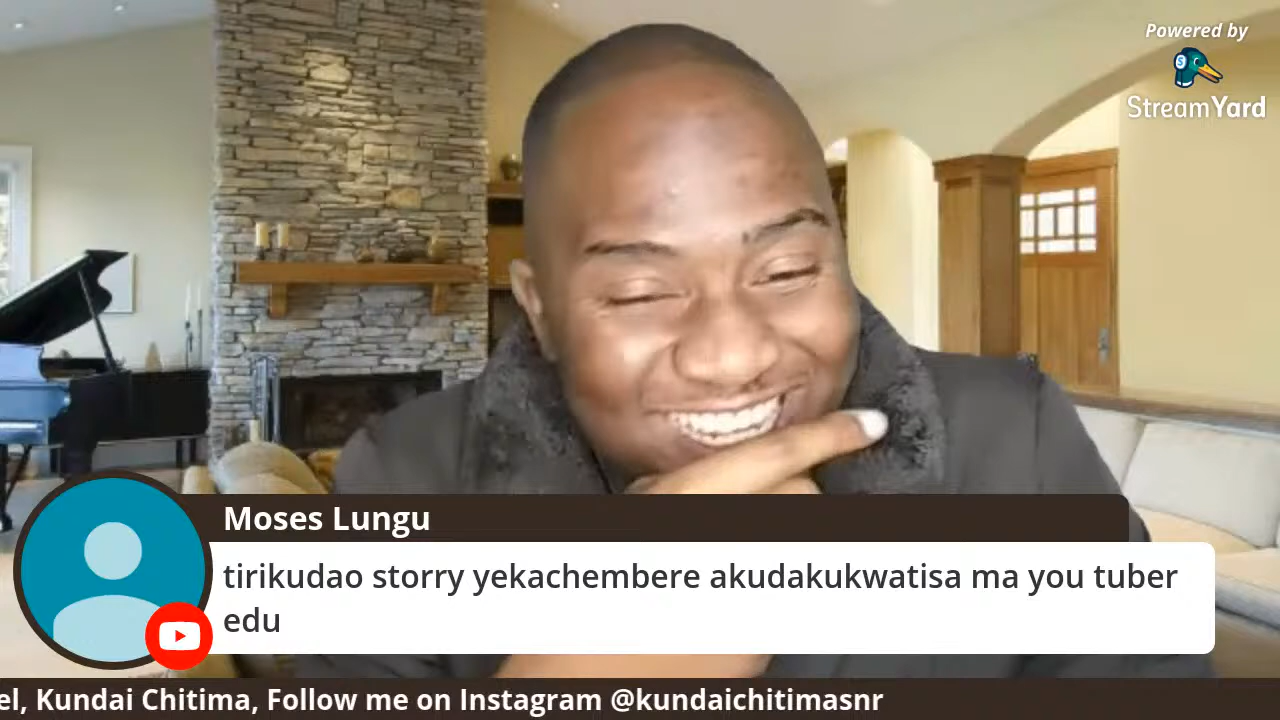 Powered by
StreamYard
Moses Lungu
tirikudao storry yekachembere akudakukwatisa ma you tuber
edu
el, Kundai Chitima, Follow me on Instagram @kundaichitimasnr